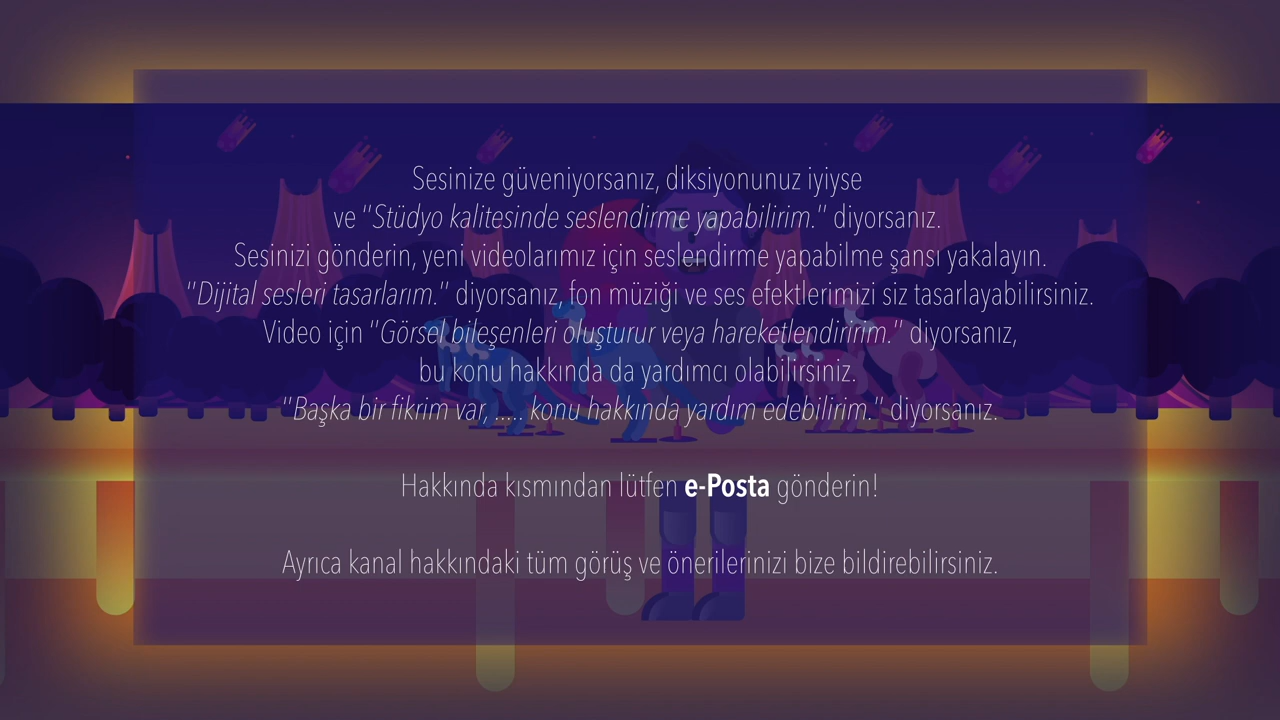 Sesinize güveniyorsanız, diksiyonunuz iyiyse
ve "Stüdyo kalitesinde seslendirme yapabilirim." diyorsanız.
Sesinizi gönderin, yeni videolarımız için seslendirme yapabilme şansı yakalayın.
"Dijital sesleri tasarlarım." diyorsanız, fon müziği ve ses efektlerimizi siz tasarlayabilirsiniz.
Video için "Görsel bileşenleri oluşturur veya hareketlendiririm." diyorsanız,
bu konu hakkında da yardımcı olabilirsiniz.
"Başka bir fikrim var, ..... konu hakkında yardım edebilirim." diyorsanız.
Hakkında kısmından lütfen e-Posta gönderin!
Ayrıca kanal hakkındaki tüm görüş ve önerilerinizi bize bildirebilirsiniz.